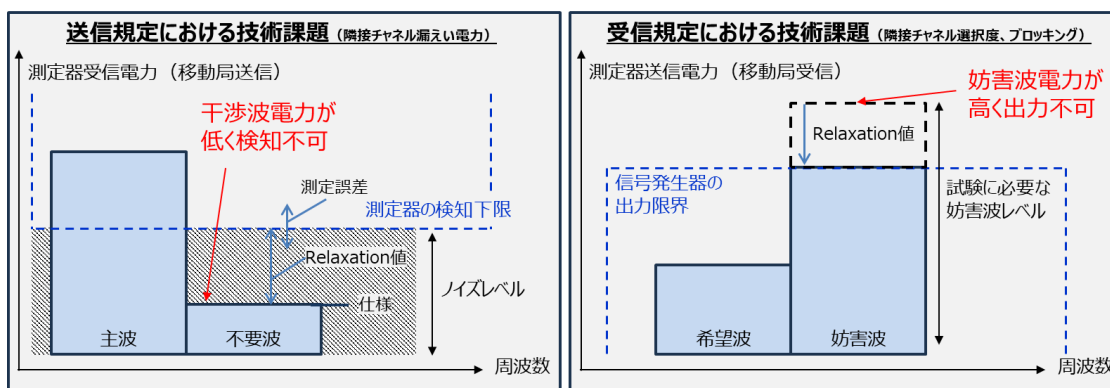 送信規定における技術課題（隣接チャネル漏えい電力）
測定器受信電力（移動局送信）
干渉波電力が
低く検知不可
測定誤差
測定器の検知下限
Relaxation値
ノイズレベル
仕様
主波
不要波
周波数
受信規定における技術課題（隣接チャネル選択度、ブロッキング）
測定器送信電力（移動局受信）
妨害波電力が
高く出力不可
Relaxation値
信号発生器の
出力限界
試験に必要な
妨害波レベル
希望波
妨害波
周波数